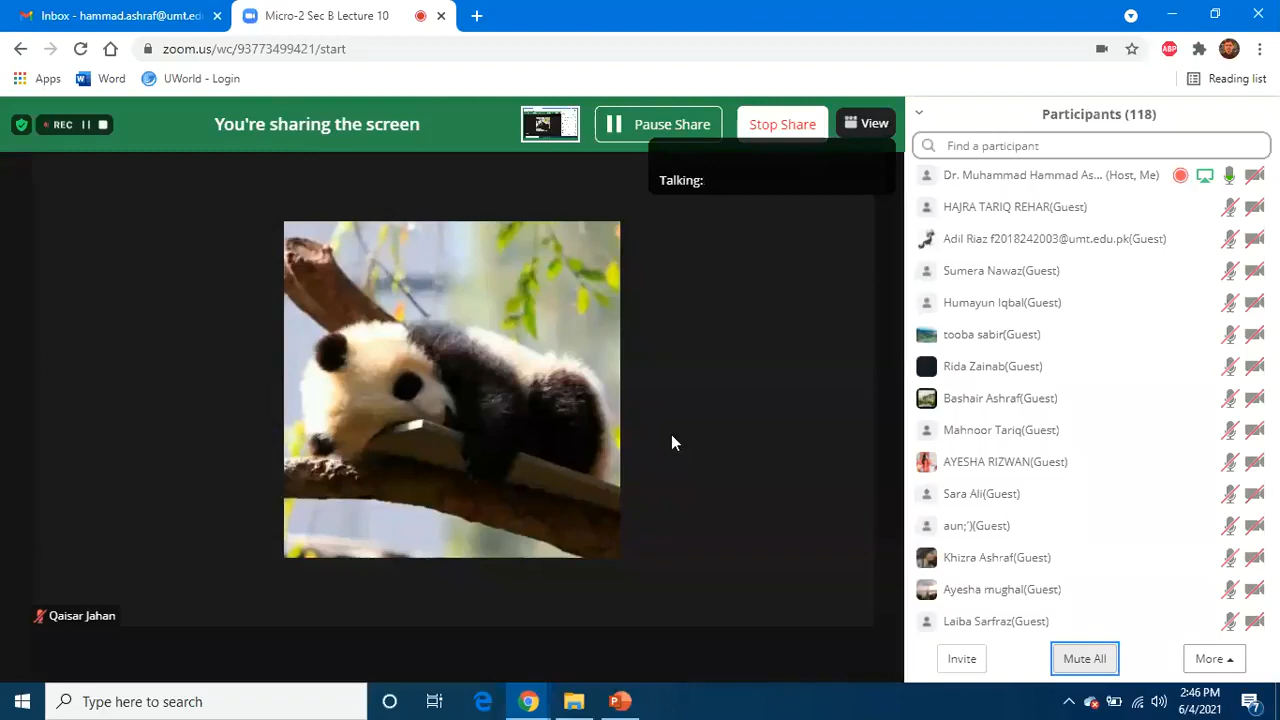 Inbox - hammad.ashraf@umt.ed
Micro-2 Sec B Lecture 10
zoom.us/wc/93773499421/start
ABP
Apps
Word
UWorld - Login
Reading list
REC
You're sharing the screen
Pause Share
Stop Share
View
Talking:
Participants (118)
Find a participant
Dr. Muhammad Hammad As... (Host, Me)
HAJRA TARIQ REHAR(Guest)
Adil Riaz f2018242003@umt.edu.pk(Guest)
Sumera Nawaz(Guest)
Humayun Iqbal(Guest)
tooba sabir(Guest)
Rida Zainab(Guest)
Bashair Ashraf(Guest)
Mahnoor Tariq(Guest)
AYESHA RIZWAN(Guest)
Sara Ali(Guest)
aun;')(Guest)
Khizra Ashraf(Guest)
Ayesha mughal(Guest)
Laiba Sarfraz(Guest)
Qaisar Jahan
Invite
Mute All
More
Type here to search
2:46 PM
6/4/2021
7